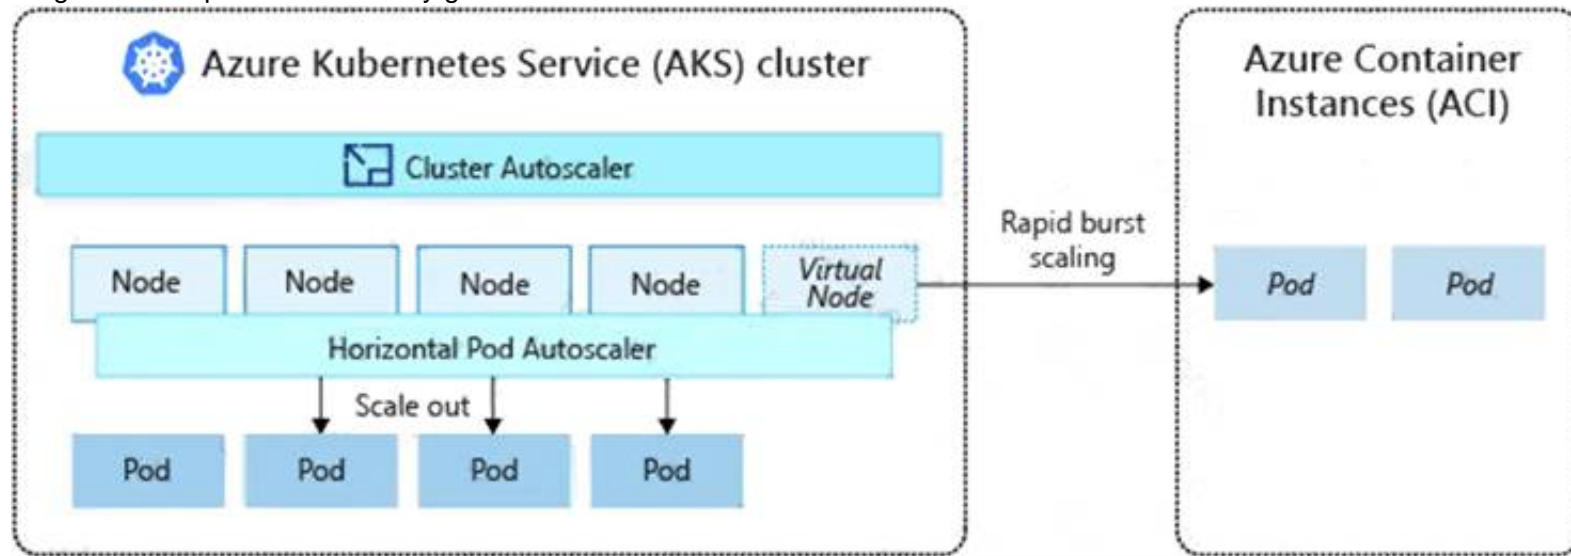 Azure Kubernetes Service (AKS) cluster
Azure Container
Instances (ACI)
Cluster Autoscaler
Rapid burst
scaling
Node
Node
Node
Node
Virtual
Node
Pod
Pod
Horizontal Pod Autoscaler
Scale out
Pod
Pod
Pod
Pod